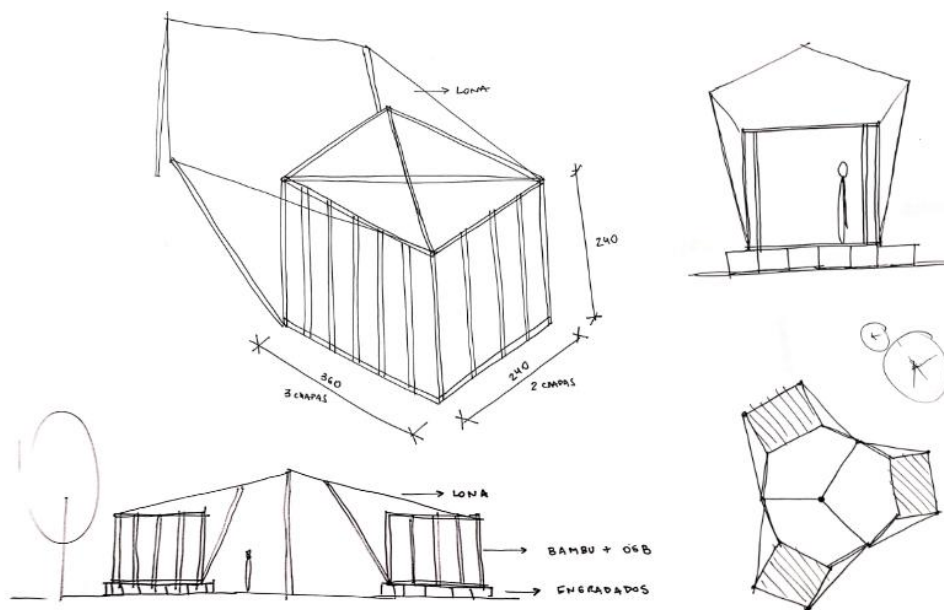 LONA
240
360
3 CHAPAS
240
2 CHAPAS
LONA
BAMBU + OSB
ENGRADADOS